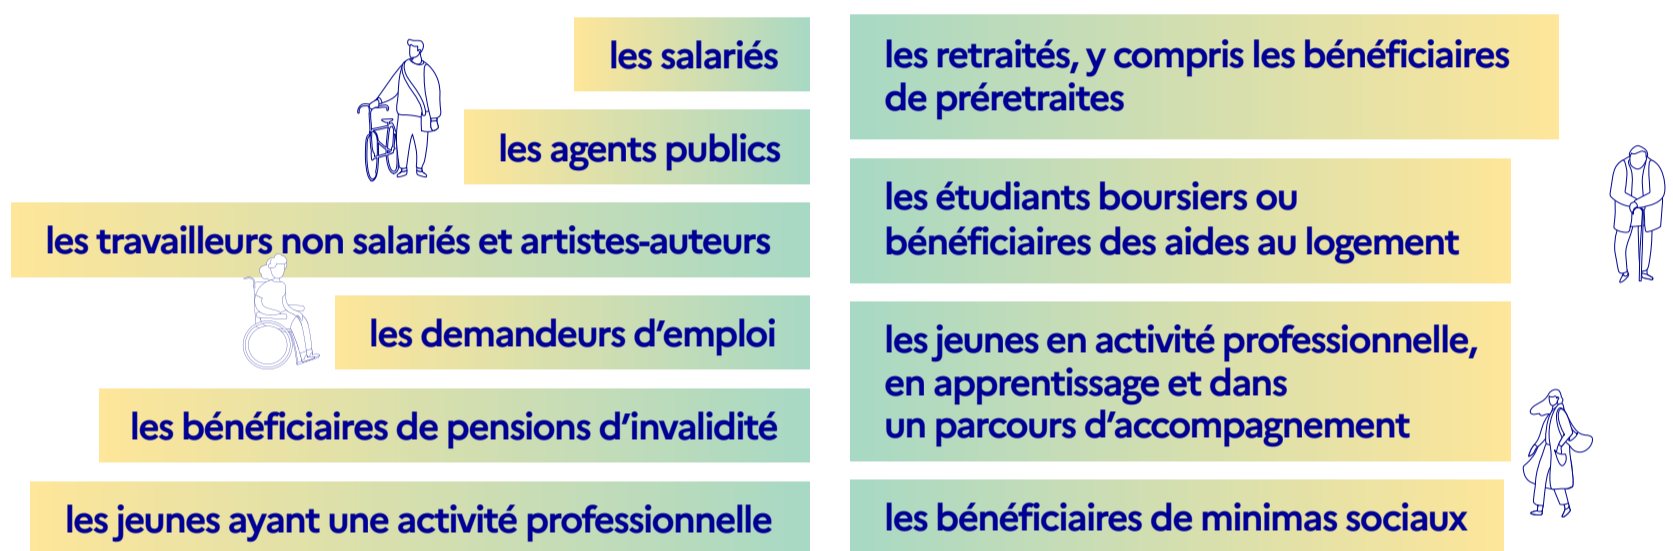 les salariés
les agents publics
les travailleurs non salariés et artistes-auteurs
les demandeurs d’emploi
les bénéficiaires de pensions d’invalidité
les jeunes ayant une activité professionnelle
les retraités, y compris les bénéficiaires
de préretraites
les étudiants boursiers ou
bénéficiaires des aides au logement
les jeunes en activité professionnelle,
en apprentissage et dans
un parcours d’accompagnement
les bénéficiaires de minimas sociaux